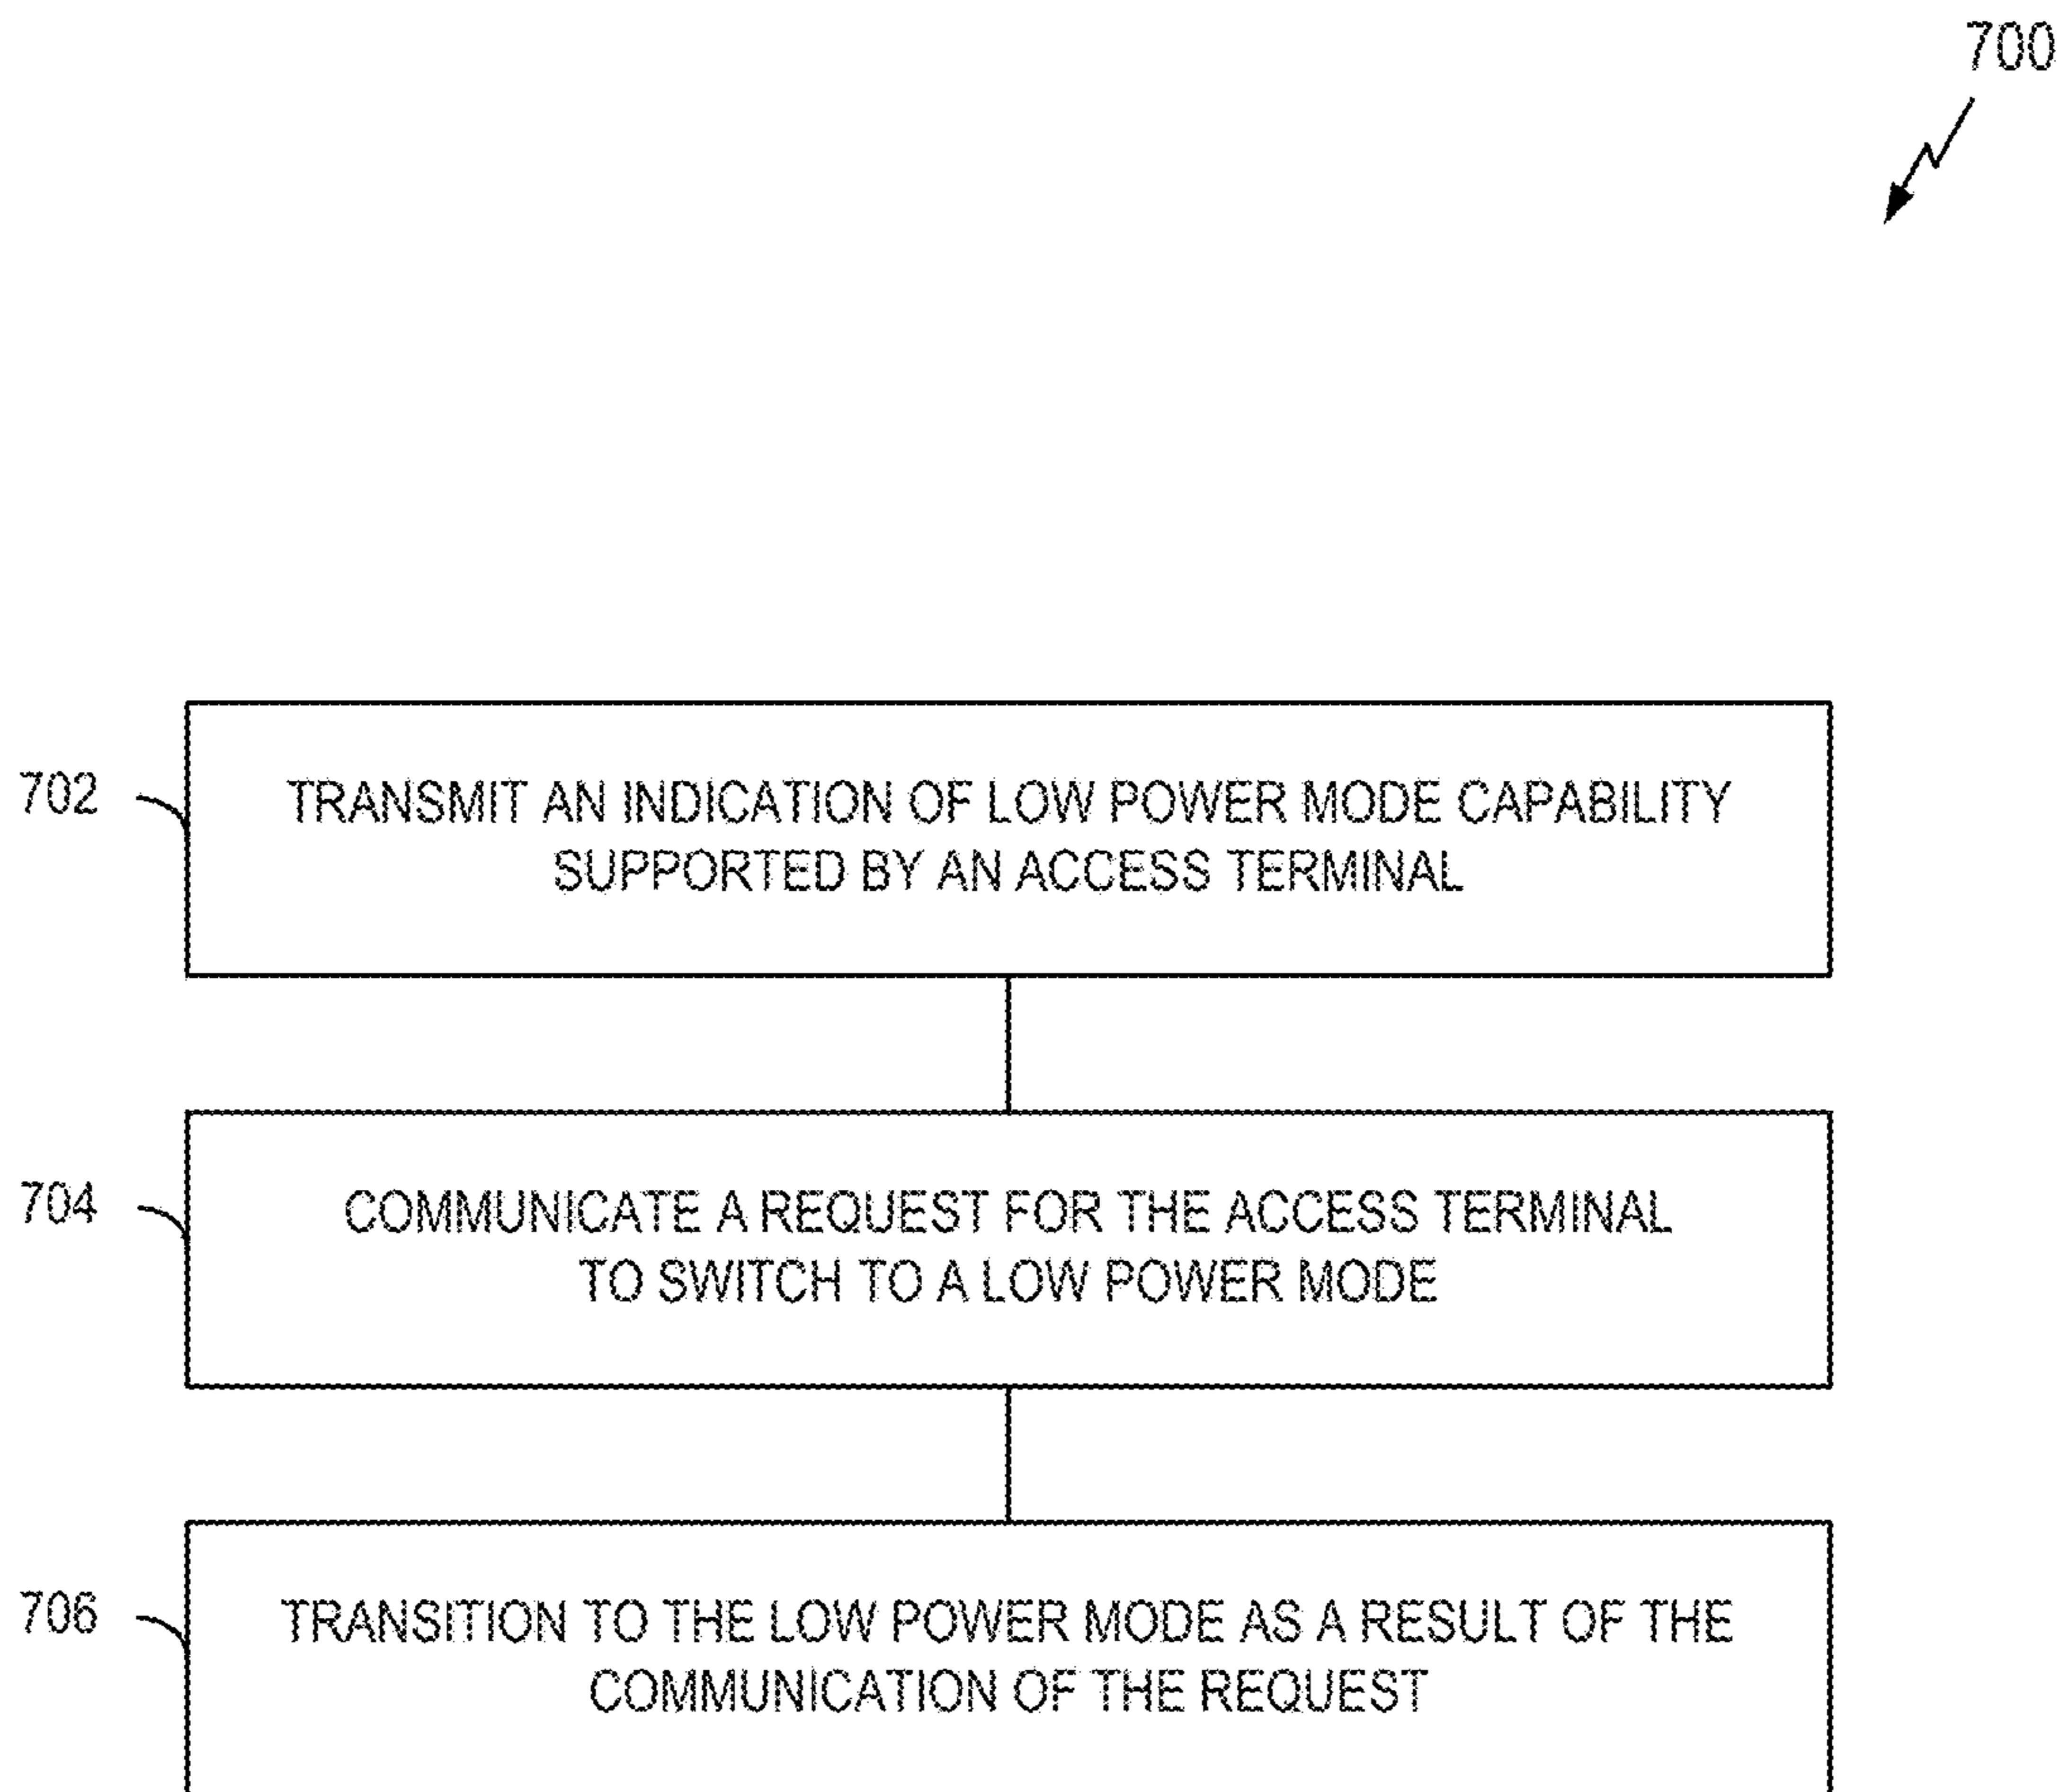 700
702
TRANSMIT AN INDICATION OF LOW POWER MODE CAPABILITY
SUPPORTED BY AN ACCESS TERMINAL
704
COMMUNICATE A REQUEST FOR THE ACCESS TERMINAL
TO SWITCH TO A LOW POWER MODE
706
TRANSITION TO THE LOW POWER MODE AS A RESULT OF THE
COMMUNICATION OF THE REQUEST